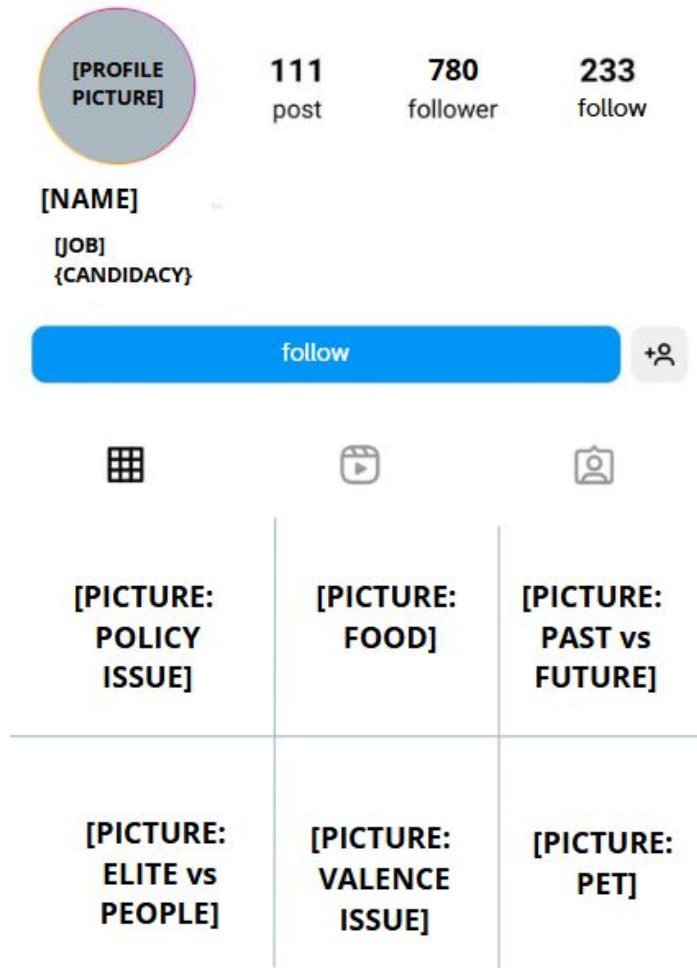 [PROFILE
PICTURE]
111 780 233
post follower follow
[NAME]
[JOB]
{CANDIDACY}
follow
[PICTURE:
POLICY
ISSUE]
[PICTURE:
FOOD]
[PICTURE:
PAST vs
FUTURE]
[PICTURE:
ELITE vs
PEOPLE]
[PICTURE:
VALENCE
ISSUE]
[PICTURE:
PET]